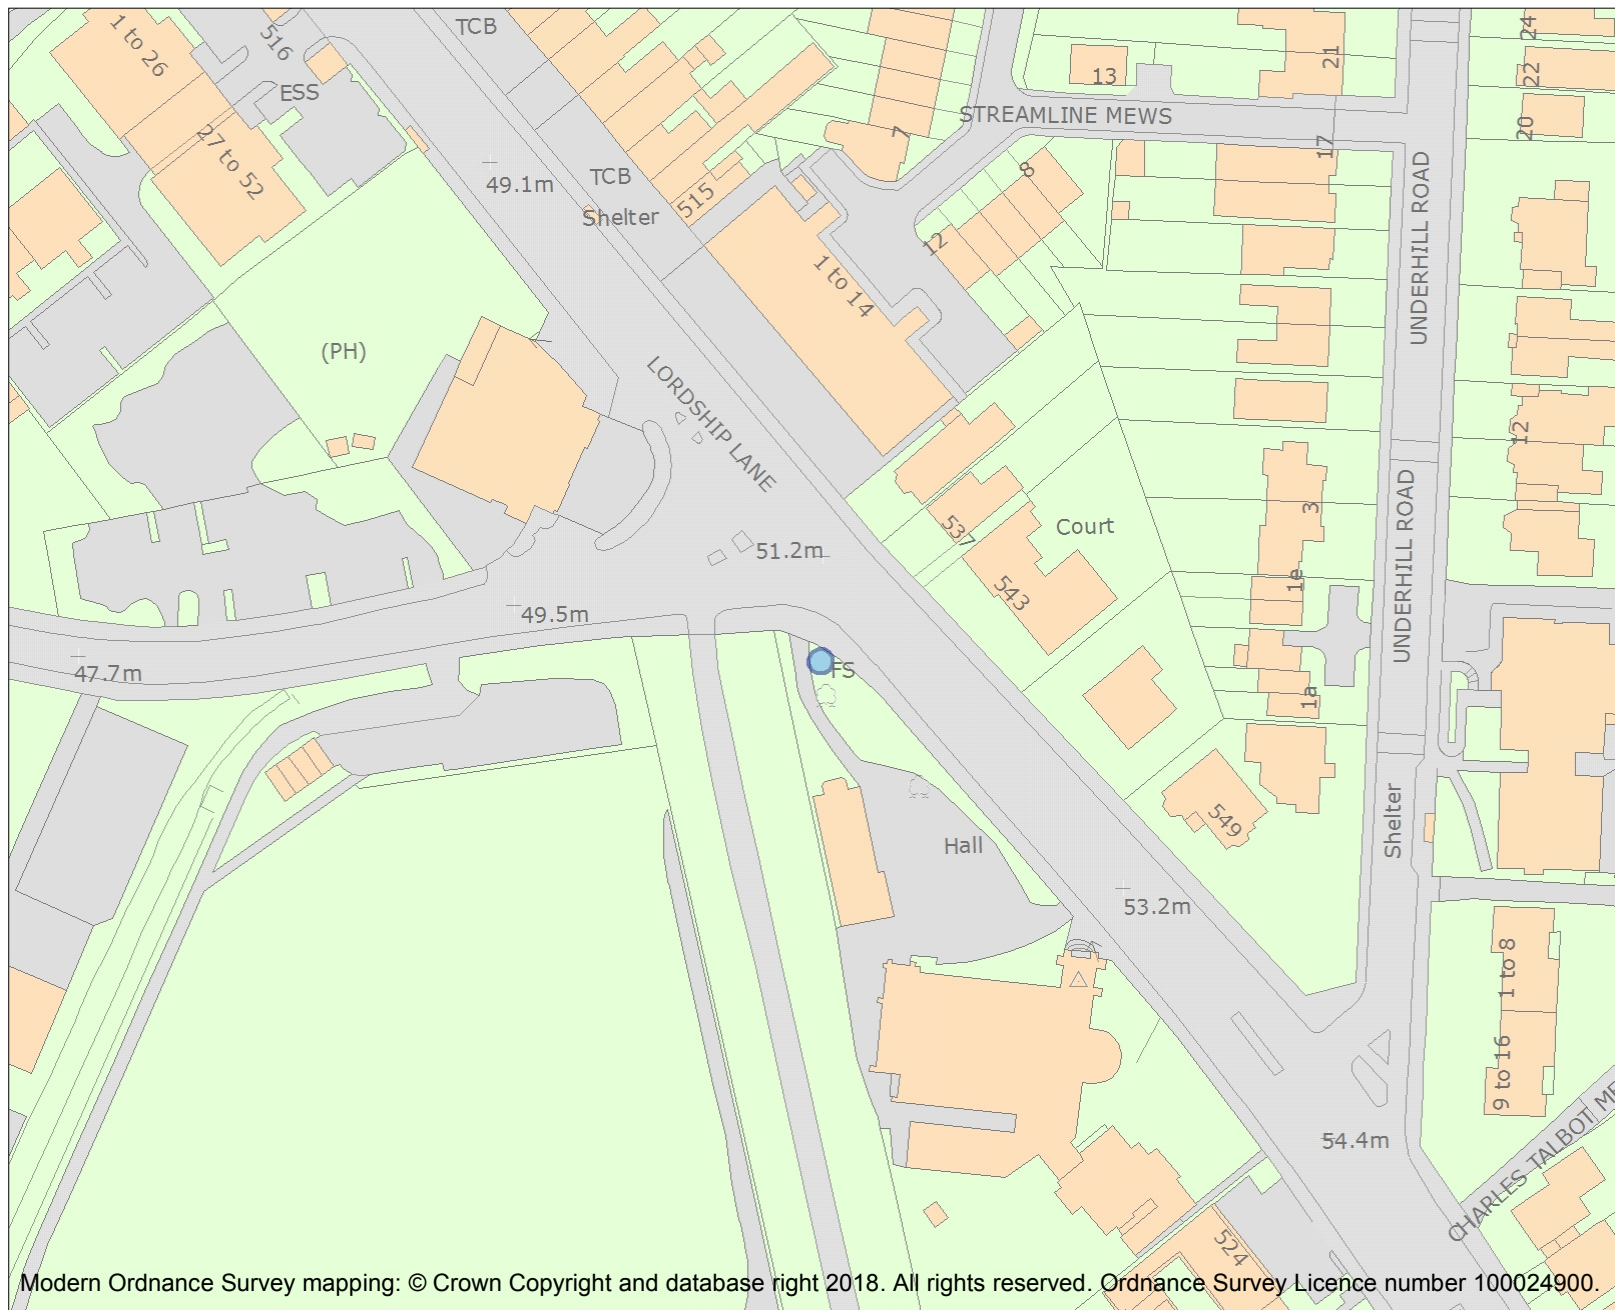 TCB
1 to 26
516
ESS
27 to 52
49.1m
TCB
Shelter
515
7
STREAMLINE MEWS
13
21
24
22
20
17
8
12
1 to 14
UNDERHILL ROAD
(PH)
LORDSHIP LANE
12
3
537
Court
543
1e
UNDERHILL ROAD
51.2m
49.5m
47.7m
FS
1a
549
Shelter
Hall
53.2m
1 to 8
9 to 16
54.4m
CHARLES TALBOT ME
524
Modern Ordnance Survey mapping: © Crown Copyright and database right 2018. All rights reserved. Ordnance Survey Licence number 100024900.